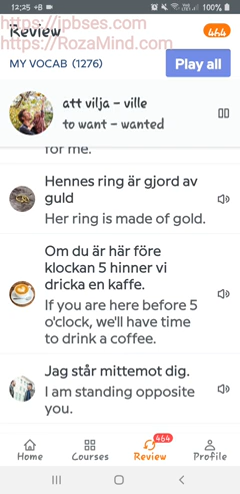 12:25 +B
100%
https://jpbses.com
Review
464
https://RozaMind.com
MY VOCAB (1276)
Play all
att vilja – ville
to want – wanted
for me.
Hennes ring är gjord av
guld
Her ring is made of gold.
Om du är här före
klockan 5 hinner vi
dricka en kaffe.
If you are here before 5
o'clock, we'll have time
to drink a coffee.
Jag står mittemot dig.
I am standing opposite
you.
464
Home
Courses
Review
Profile